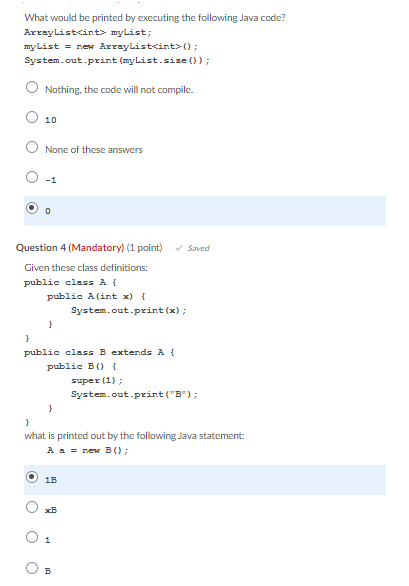 What would be printed by executing the following Java code?
ArrayList<int> myList;
myList = new ArrayList<int>();
System.out.print(myList.size());
Nothing, the code will not compile.
10
None of these answers
-1
0
Question 4 (Mandatory) (1 point) ✓ Saved
Given these class definitions:
public class A {
public A(int x) {
System.out.print(x);
}
}
public class B extends A {
public B() {
super(1);
System.out.print("B");
}
}
what is printed out by the following Java statement:
A a = new B();
1B
xB
1
B